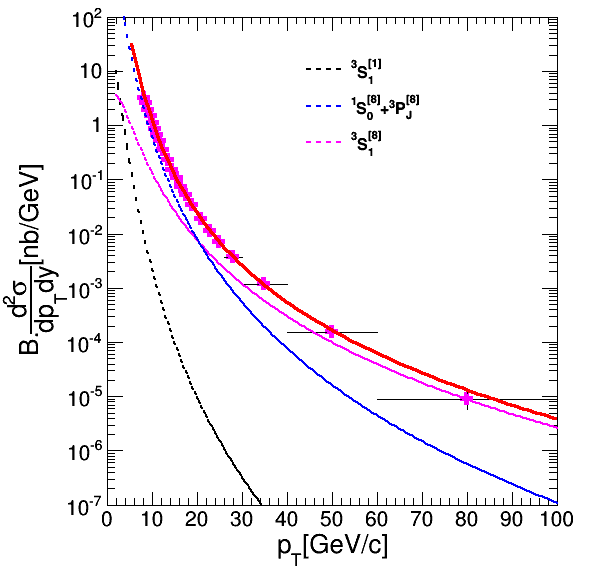 10²
10
1
10⁻¹
10⁻²
10⁻³
10⁻⁴
10⁻⁵
10⁻⁶
10⁻⁷
B. d²σ/dp_T dy [nb/GeV]
³S₁^[1]
¹S₀^[8]+³P_J^[8]
³S₁^[8]
0 10 20 30 40 50 60 70 80 90 100
p_T[GeV/c]